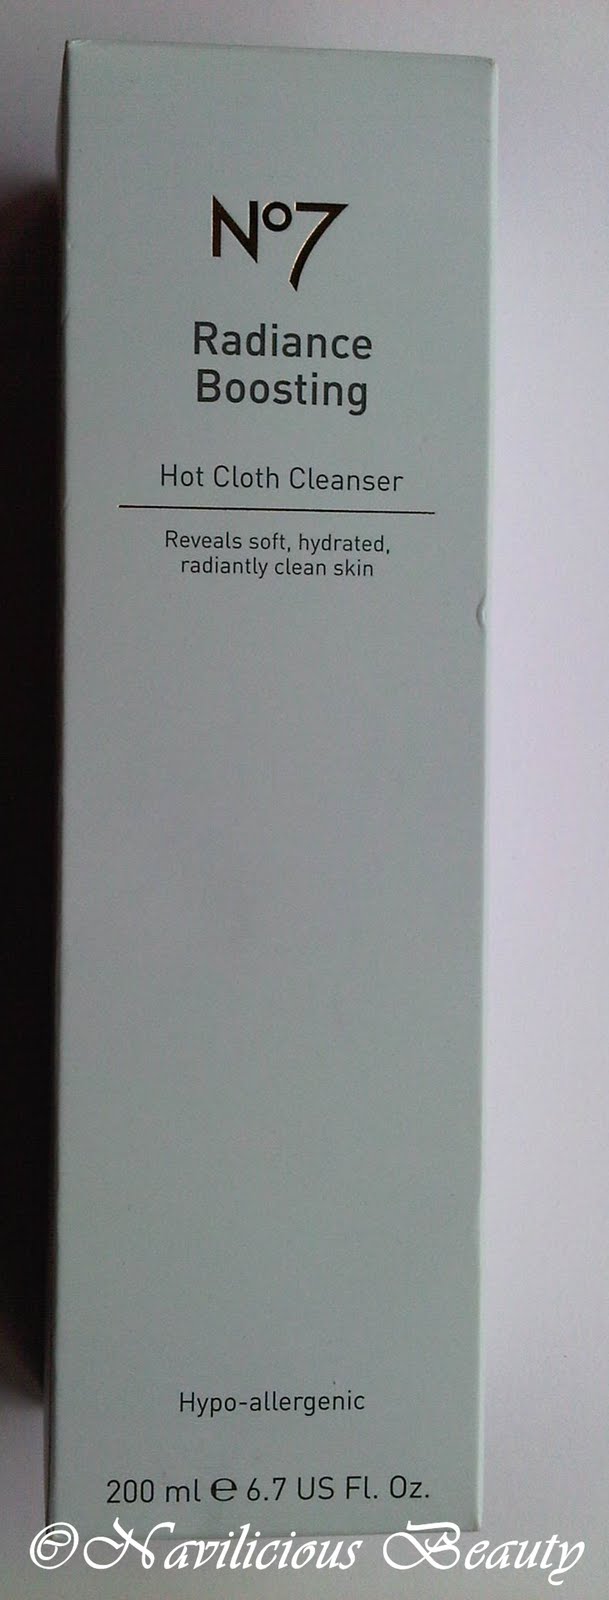 Nº7
Radiance
Boosting
Hot Cloth Cleanser
Reveals soft, hydrated,
radiantly clean skin
Hypo-allergenic
200 ml ℮ 6.7 US Fl. Oz.
©Navilicious Beauty